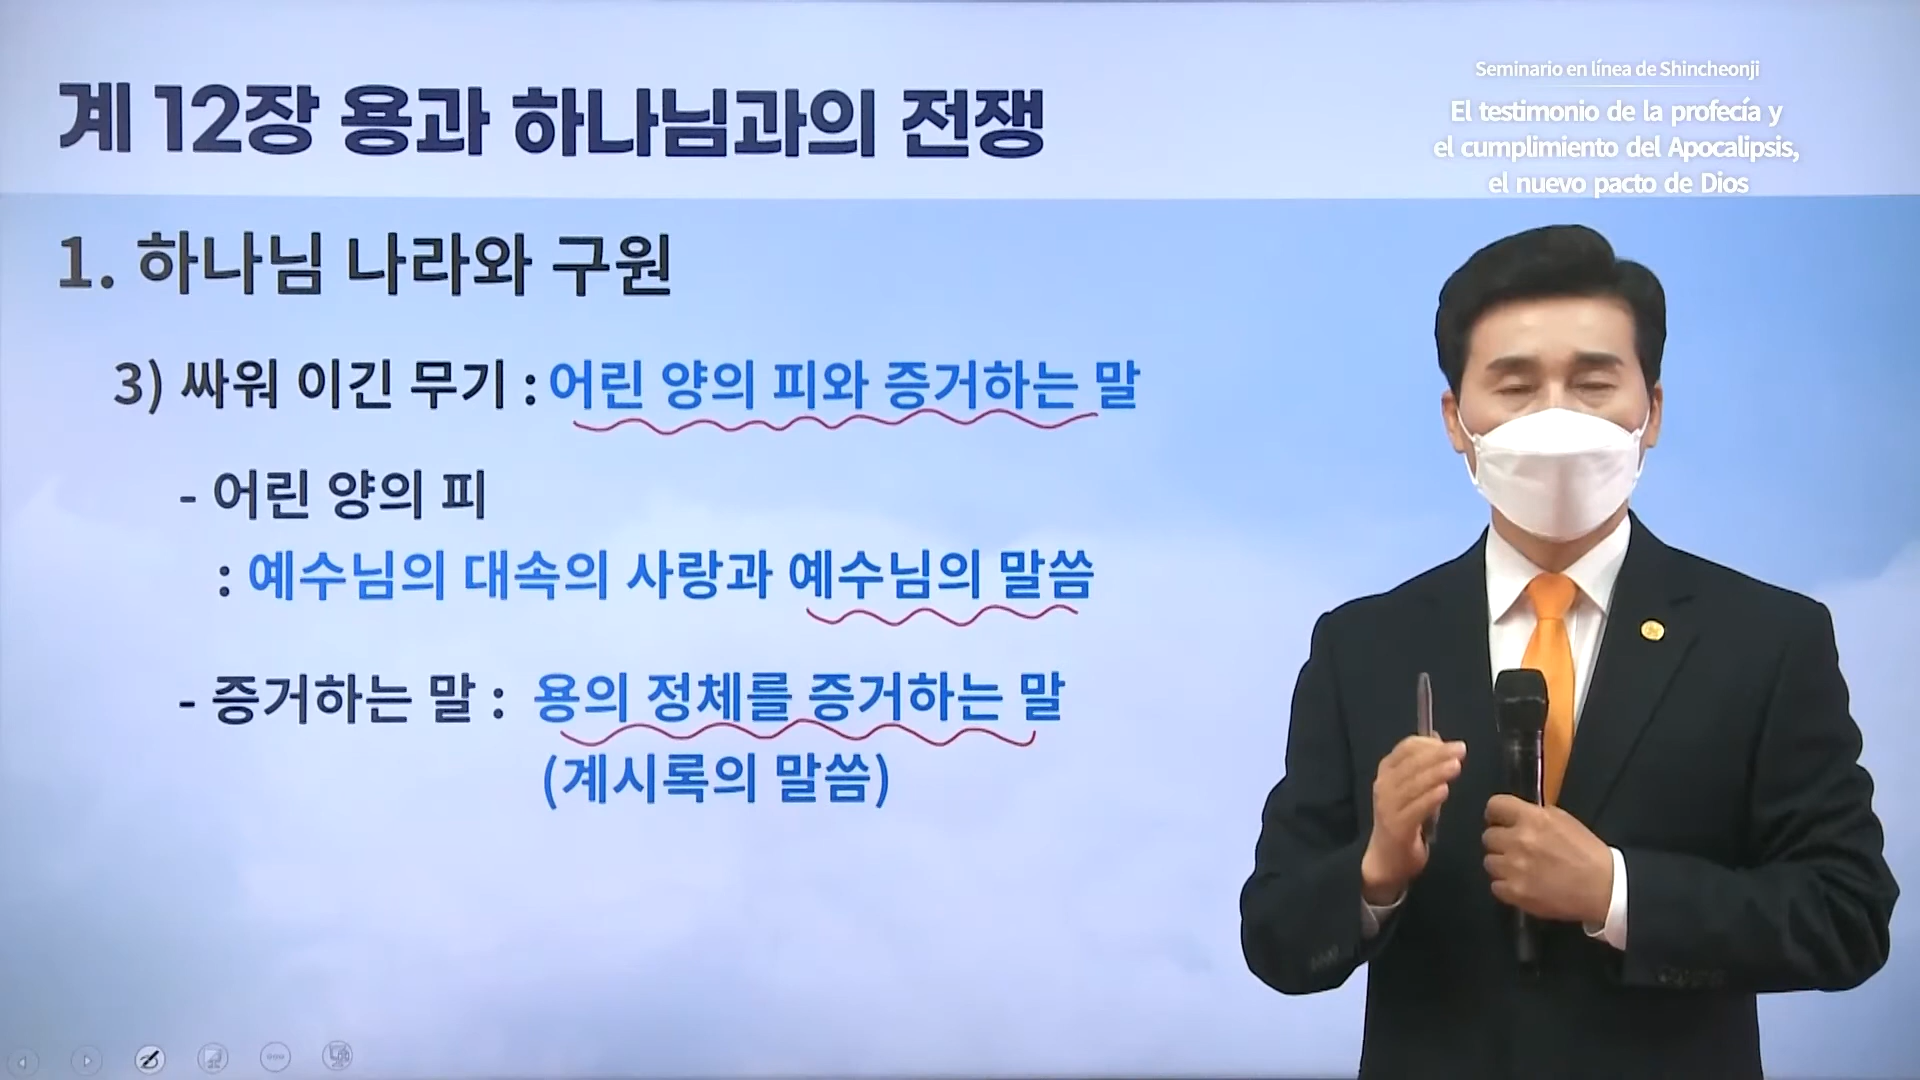 계 12장 용과 하나님과의 전쟁
Seminario en línea de Shincheonji
El testimonio de la profecía y
el cumplimiento del Apocalipsis,
el nuevo pacto de Dios
1. 하나님 나라와 구원
3) 싸워 이긴 무기 : 어린 양의 피와 증거하는 말
- 어린 양의 피
: 예수님의 대속의 사랑과 예수님의 말씀
- 증거하는 말 : 용의 정체를 증거하는 말
(계시록의 말씀)